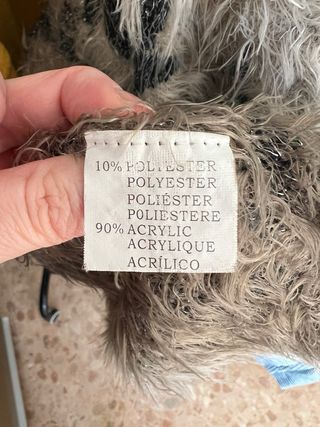 10% POLYESTER
POLYESTER
POLIÉSTER
POLIESTERE
90% ACRYLIC
ACRYLIQUE
ACRÍLICO